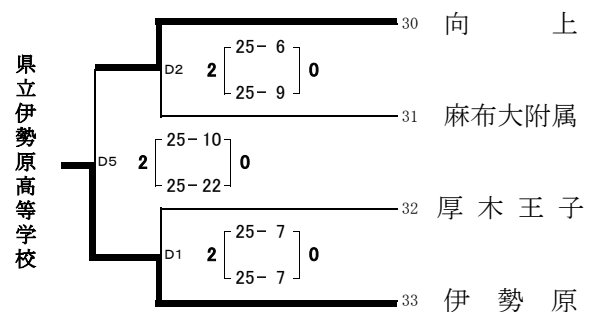 県立伊勢原高等学校
30 向上
D2 2 25- 6 0
25- 9
31 麻布大附属
D5 2 25-10 0
25-22
32 厚木王子
D1 2 25- 7 0
25- 7
33 伊勢原